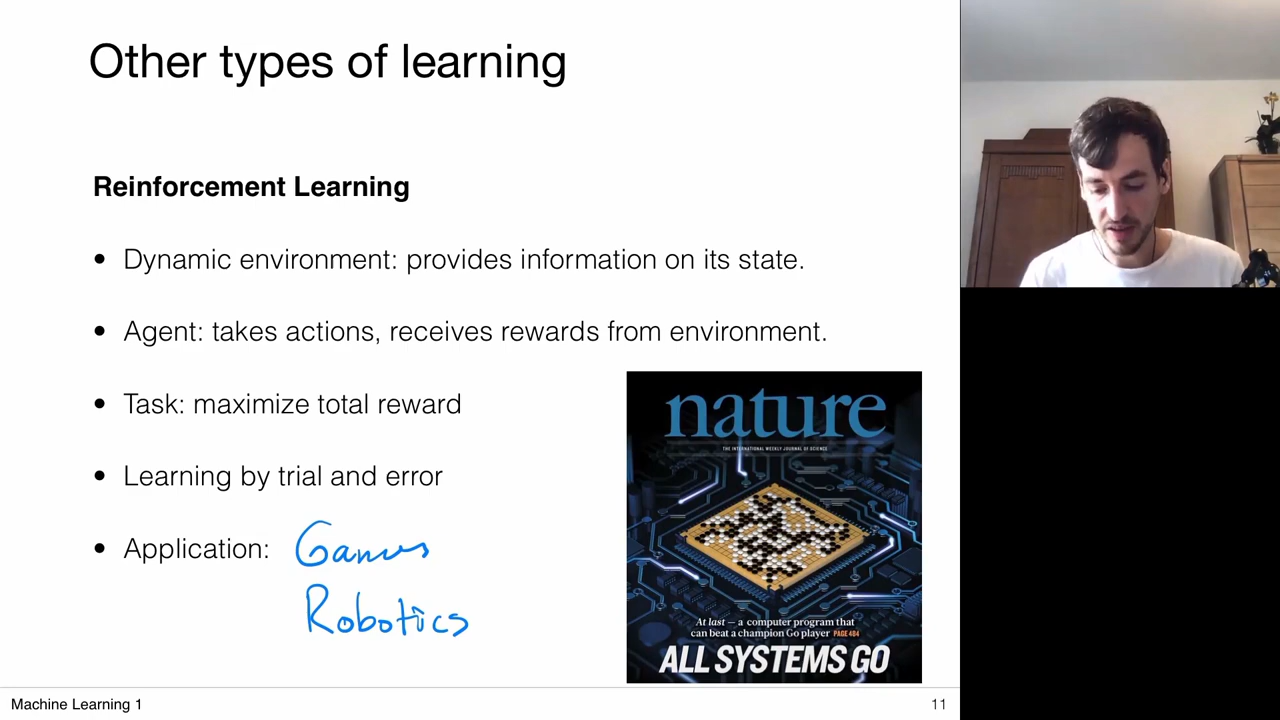 Other types of learning
Reinforcement Learning
• Dynamic environment: provides information on its state.
• Agent: takes actions, receives rewards from environment.
• Task: maximize total reward
• Learning by trial and error
• Application: Games
Robotics
nature
THE INTERNATIONAL WEEKLY JOURNAL OF SCIENCE
At last — a computer program that
can beat a champion Go player PAGE 484
ALL SYSTEMS GO
Machine Learning 1
11